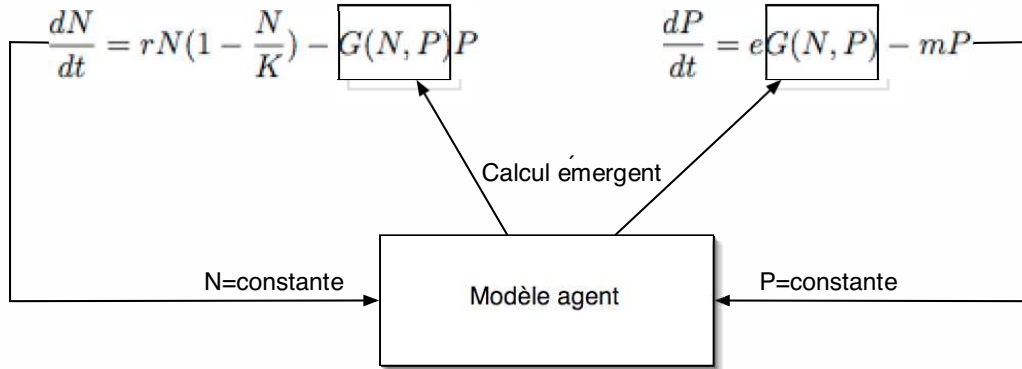 dN/dt = rN(1 − N/K) − G(N, P)P
dP/dt = eG(N, P) − mP
Calcul émergent
N=constante
Modèle agent
P=constante